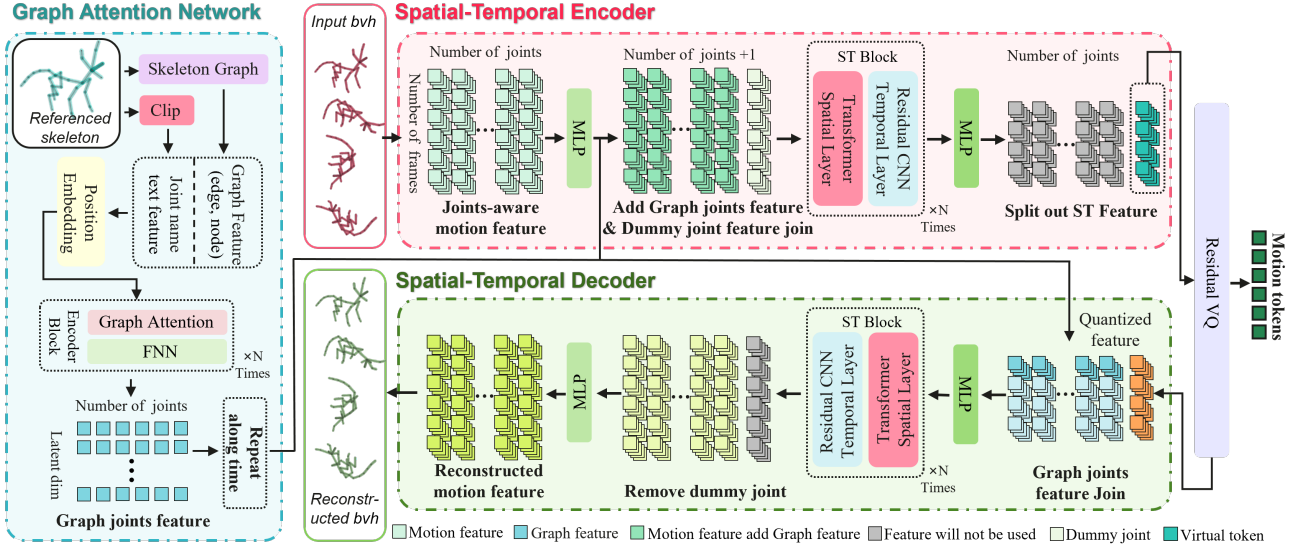 Graph Attention Network
Referenced
skeleton
Skeleton Graph
Clip
Position
Embedding
Joint name
text feature
Graph Feature
(edge, node)
Encoder
Block
Graph Attention
FNN
×N
Times
Number of joints
Latent dim
Repeat
along time
Graph joints feature
Input bvh
Spatial-Temporal Encoder
Number of joints
Number of frames
Joints-aware
motion feature
MLP
Number of joints +1
Add Graph joints feature
& Dummy joint feature join
ST Block
Transformer
Spatial Layer
Residual CNN
Temporal Layer
×N
Times
MLP
Number of joints
Split out ST Feature
Residual VQ
Motion tokens
Spatial-Temporal Decoder
Reconstr-
ucted bvh
Reconstructed
motion feature
MLP
Remove dummy joint
ST Block
Residual CNN
Temporal Layer
Transformer
Spatial Layer
×N
Times
MLP
Quantized
feature
Graph joints
feature Join
Motion feature
Graph feature
Motion feature add Graph feature
Feature will not be used
Dummy joint
Virtual token